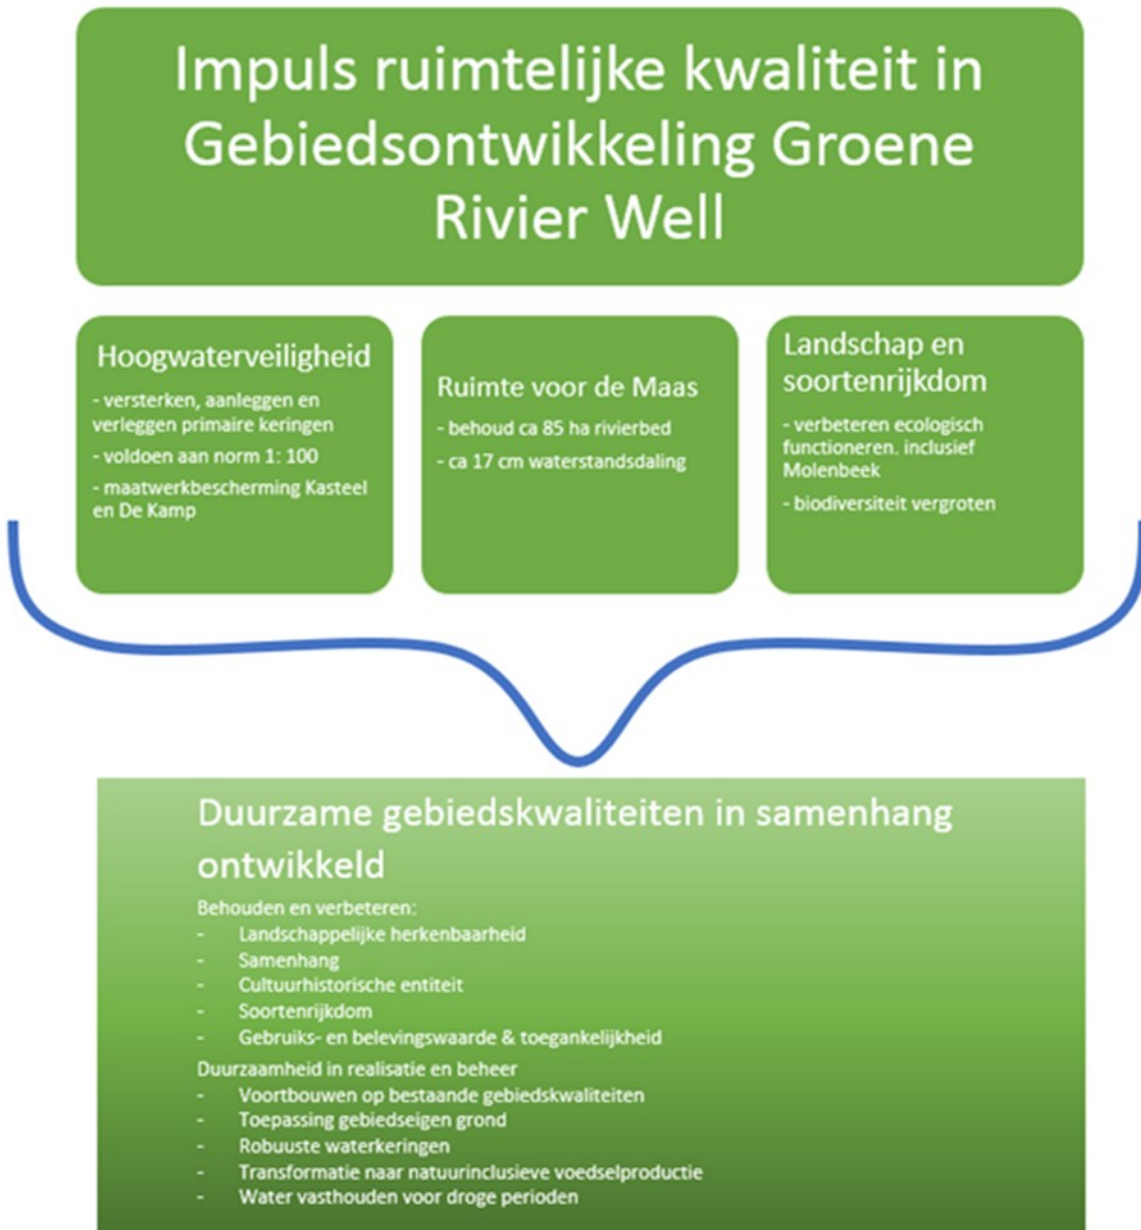 Impuls ruimtelijke kwaliteit in
Gebiedsontwikkeling Groene
Rivier Well
Hoogwaterveiligheid
- versterken, aanleggen en
verleggen primaire keringen
- voldoen aan norm 1: 100
- maatwerkbescherming Kasteel
en De Kamp
Ruimte voor de Maas
- behoud ca 85 ha rivierbed
- ca 17 cm waterstandsdaling
Landschap en
soortenrijkdom
- verbeteren ecologisch
functioneren. inclusief
Molenbeek
- biodiversiteit vergroten
Duurzame gebiedskwaliteiten in samenhang
ontwikkeld
Behouden en verbeteren:
- Landschappelijke herkenbaarheid
- Samenhang
- Cultuurhistorische entiteit
- Soortenrijkdom
- Gebruiks- en belevingswaarde & toegankelijkheid
Duurzaamheid in realisatie en beheer
- Voortbouwen op bestaande gebiedskwaliteiten
- Toepassing gebiedseigen grond
- Robuuste waterkeringen
- Transformatie naar natuurinclusieve voedselproductie
- Water vasthouden voor droge perioden